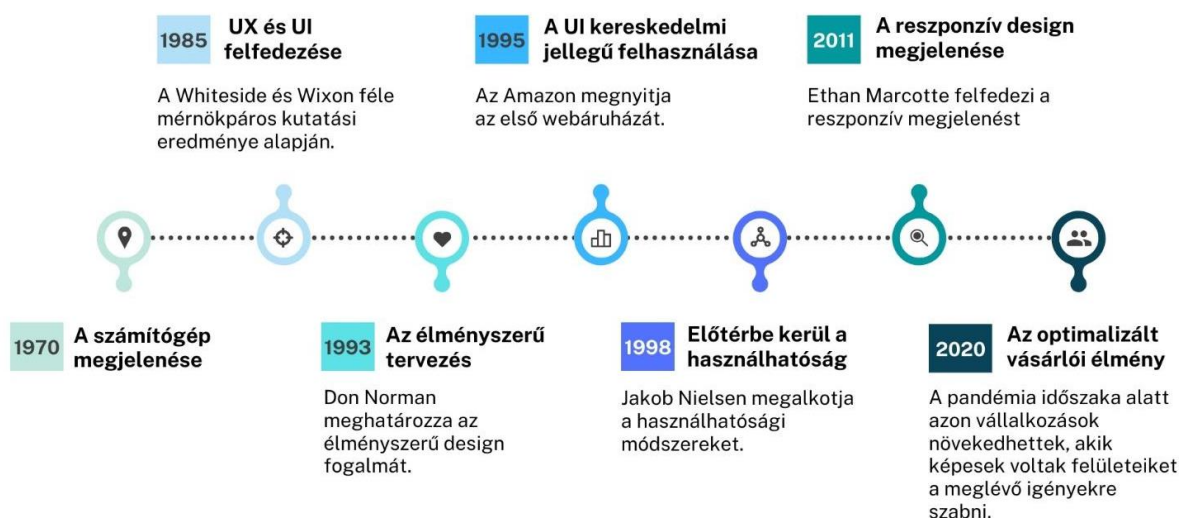 1985
UX és UI
felfedezése
A Whiteside és Wixon féle
mérnökpáros kutatási
eredménye alapján.
1995
A UI kereskedelmi
jellegű felhasználása
Az Amazon megnyitja
az első webáruházát.
2011
A reszponzív design
megjelenése
Ethan Marcotte felfedezi a
reszponzív megjelenést
1970
A számítógép
megjelenése
1993
Az élményszerű
tervezés
Don Norman
meghatározza az
élményszerű design
fogalmát.
1998
Előtérbe kerül a
használhatóság
Jakob Nielsen megalkotja
a használhatósági
módszereket.
2020
Az optimalizált
vásárlói élmény
A pandémia időszaka alatt
azon vállalkozások
növekedhettek, akik
képesek voltak felületeiket
a meglévő igényekre
szabni.